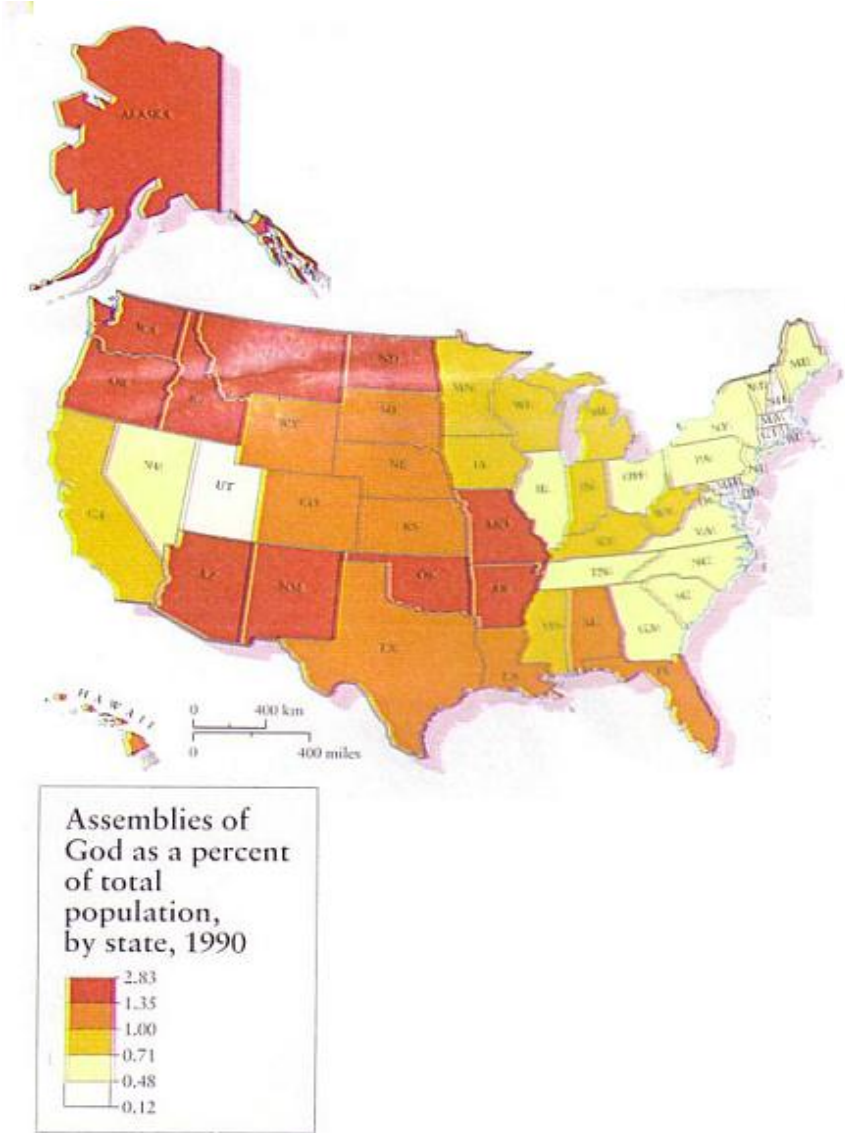 ALASKA
WA
ND
OR
MN
ID
WY
SD
WI
MI
ME
NY
NE
IA
PA
NV
UT
IL
IN
OH
CO
CA
KS
MO
WV
KY
VA
TN
NC
AZ
NM
OK
AR
SC
MS
AL
GA
TX
LA
FL
HAWAII
0 400 km
0 400 miles
Assemblies of
God as a percent
of total
population,
by state, 1990
2.83
1.35
1.00
0.71
0.48
0.12